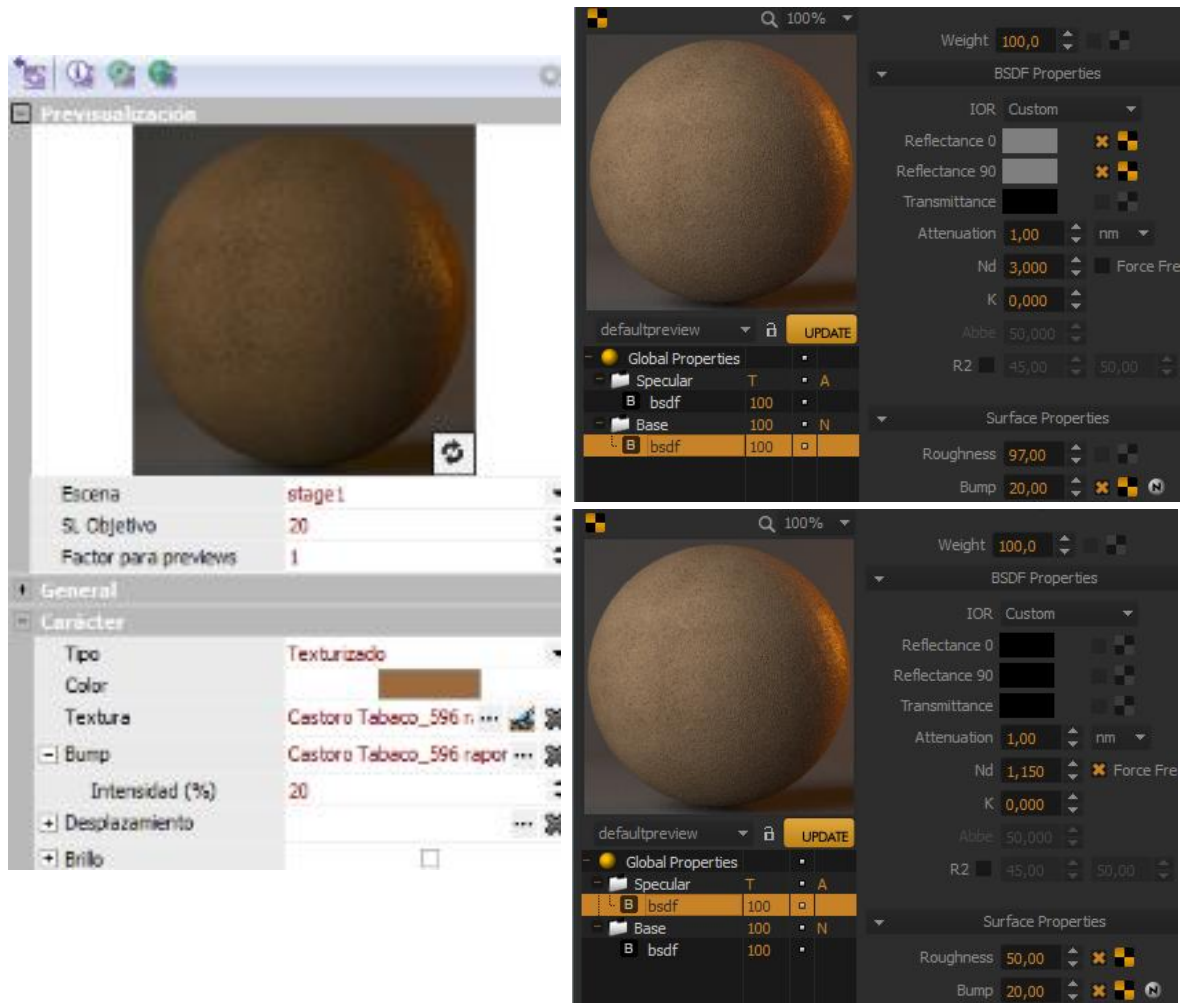 Previsualización
Escena stage1
SL Objetivo 20
Factor para previews 1
General
Carácter
Tipo Texturizado
Color
Textura Castoro Tabaco_596 r ...
Bump Castoro Tabaco_596 rapor ...
Intensidad (%) 20
Desplazamiento ...
Brillo
100%
defaultpreview UPDATE
Global Properties
Specular T A
B bsdf 100
Base 100 N
B bsdf 100
Weight 100,0
BSDF Properties
IOR Custom
Reflectance 0
Reflectance 90
Transmittance
Attenuation 1,00 nm
Nd 3,000 Force Fre
K 0,000
Abbe 50,000
R2 45,00 50,00
Surface Properties
Roughness 97,00
Bump 20,00 N
100%
defaultpreview UPDATE
Global Properties
Specular T A
B bsdf 100
Base 100 N
B bsdf 100
Weight 100,0
BSDF Properties
IOR Custom
Reflectance 0
Reflectance 90
Transmittance
Attenuation 1,00 nm
Nd 1,150 Force Fre
K 0,000
Abbe 50,000
R2 45,00 50,00
Surface Properties
Roughness 50,00
Bump 20,00 N